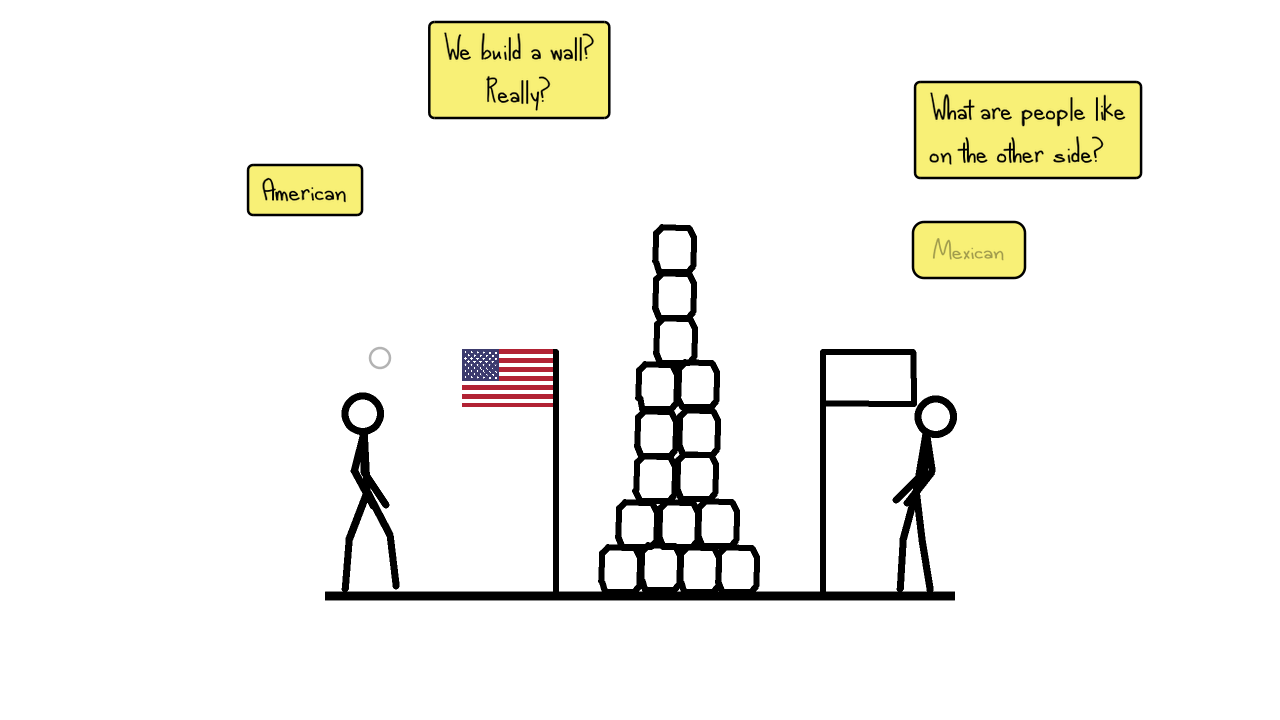 We build a wall?
Really?
What are people like
on the other side?
American
Mexican